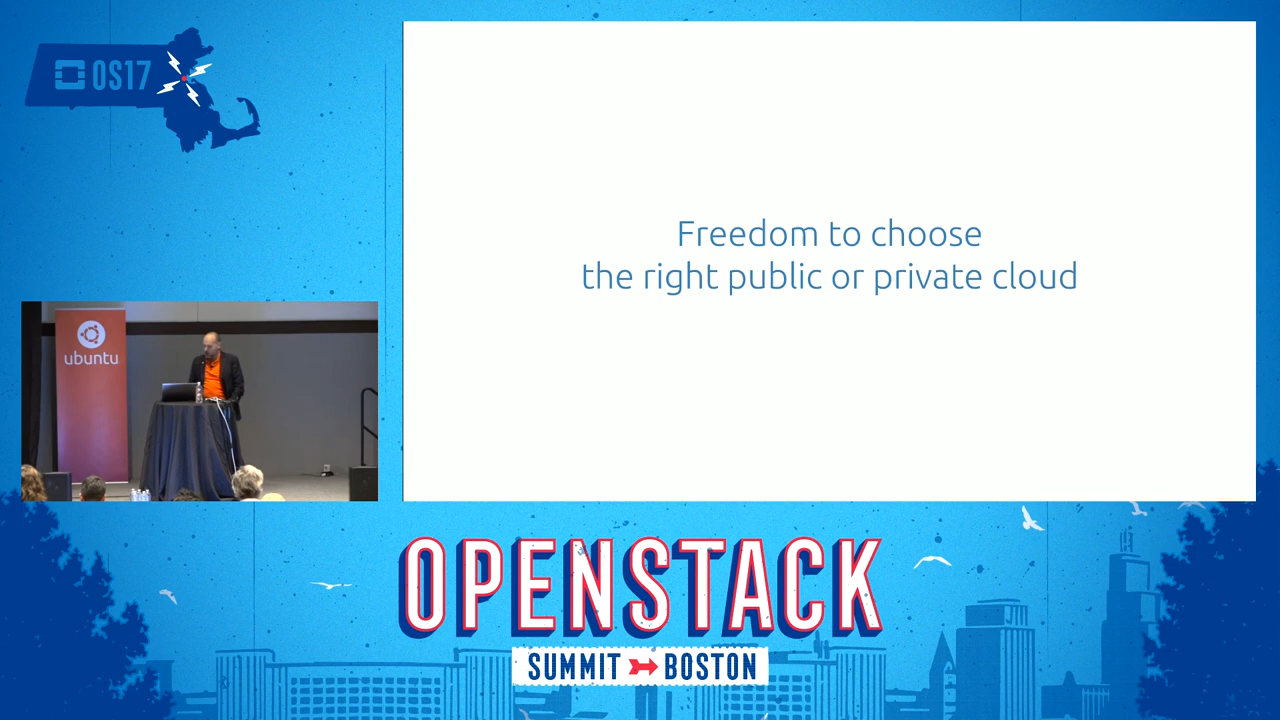 OS17
Freedom to choose
the right public or private cloud
ubuntu
OPENSTACK
SUMMIT BOSTON